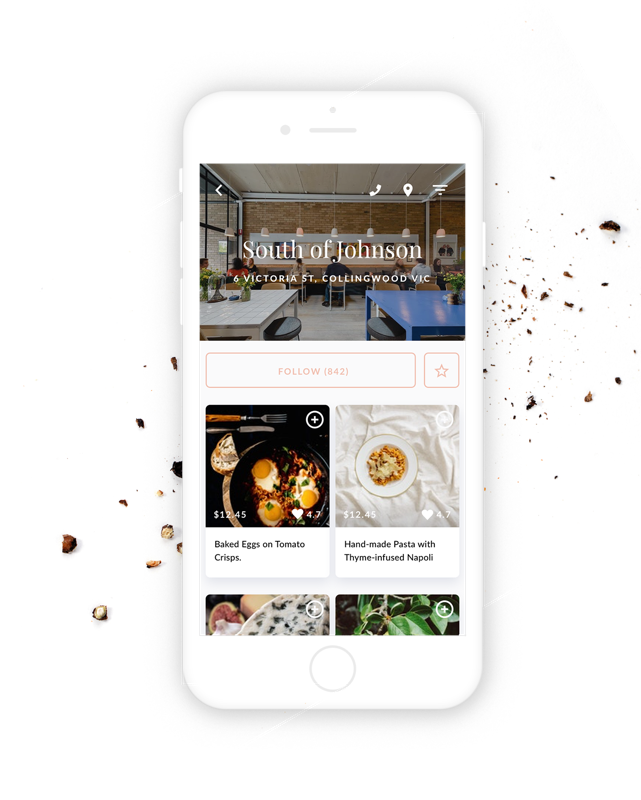 South of Johnson
6 VICTORIA ST, COLLINGWOOD VIC
FOLLOW (842)
$12.45 4.7
$12.45 4.7
Baked Eggs on Tomato
Crisps.
Hand-made Pasta with
Thyme-infused Napoli